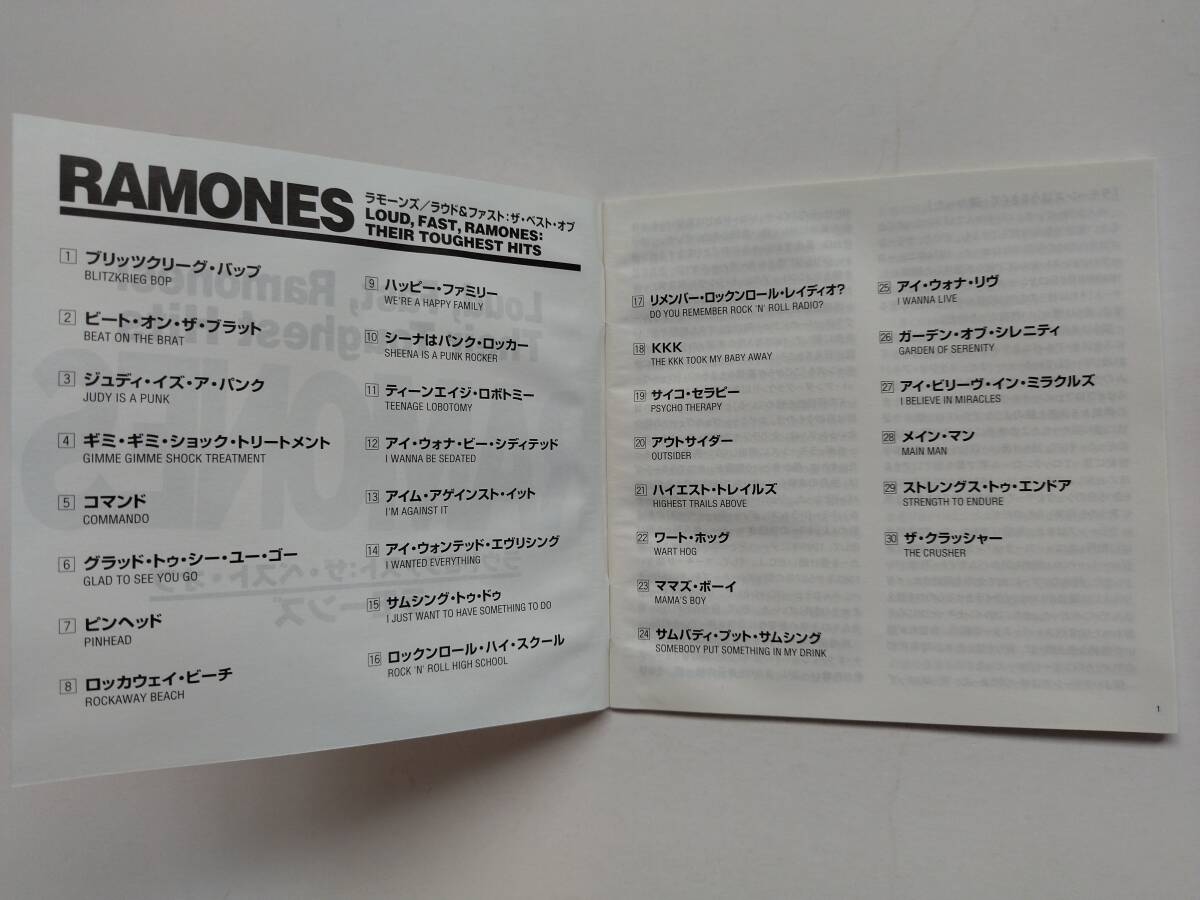 RAMONES
ラモーンズ／ラウド&ファスト：ザ・ベスト・オブ
LOUD, FAST, RAMONES:
THEIR TOUGHEST HITS
1 ブリッツクリーグ・バップ
BLITZKRIEG BOP
2 ビート・オン・ザ・ブラット
BEAT ON THE BRAT
3 ジュディ・イズ・ア・パンク
JUDY IS A PUNK
4 ギミ・ギミ・ショック・トリートメント
GIMME GIMME SHOCK TREATMENT
5 コマンド
COMMANDO
6 グラッド・トゥ・シー・ユー・ゴー
GLAD TO SEE YOU GO
7 ピンヘッド
PINHEAD
8 ロッカウェイ・ビーチ
ROCKAWAY BEACH
9 ハッピー・ファミリー
WE'RE A HAPPY FAMILY
10 シーナはパンク・ロッカー
SHEENA IS A PUNK ROCKER
11 ティーンエイジ・ロボトミー
TEENAGE LOBOTOMY
12 アイ・ウォナ・ビー・シディテッド
I WANNA BE SEDATED
13 アイム・アゲインスト・イット
I'M AGAINST IT
14 アイ・ウォンテッド・エヴリシング
I WANTED EVERYTHING
15 サムシング・トゥ・ドゥ
I JUST WANT TO HAVE SOMETHING TO DO
16 ロックンロール・ハイ・スクール
ROCK 'N' ROLL HIGH SCHOOL
17 リメンバー・ロックンロール・レイディオ?
DO YOU REMEMBER ROCK 'N' ROLL RADIO?
18 KKK
THE KKK TOOK MY BABY AWAY
19 サイコ・セラピー
PSYCHO THERAPY
20 アウトサイダー
OUTSIDER
21 ハイエスト・トレイルズ
HIGHEST TRAILS ABOVE
22 ワート・ホッグ
WART HOG
23 ママズ・ボーイ
MAMA'S BOY
24 サムバディ・プット・サムシング
SOMEBODY PUT SOMETHING IN MY DRINK
25 アイ・ウォナ・リヴ
I WANNA LIVE
26 ガーデン・オブ・シレニティ
GARDEN OF SERENITY
27 アイ・ビリーヴ・イン・ミラクルズ
I BELIEVE IN MIRACLES
28 メイン・マン
MAIN MAN
29 ストレングス・トゥ・エンドア
STRENGTH TO ENDURE
30 ザ・クラッシャー
THE CRUSHER
1